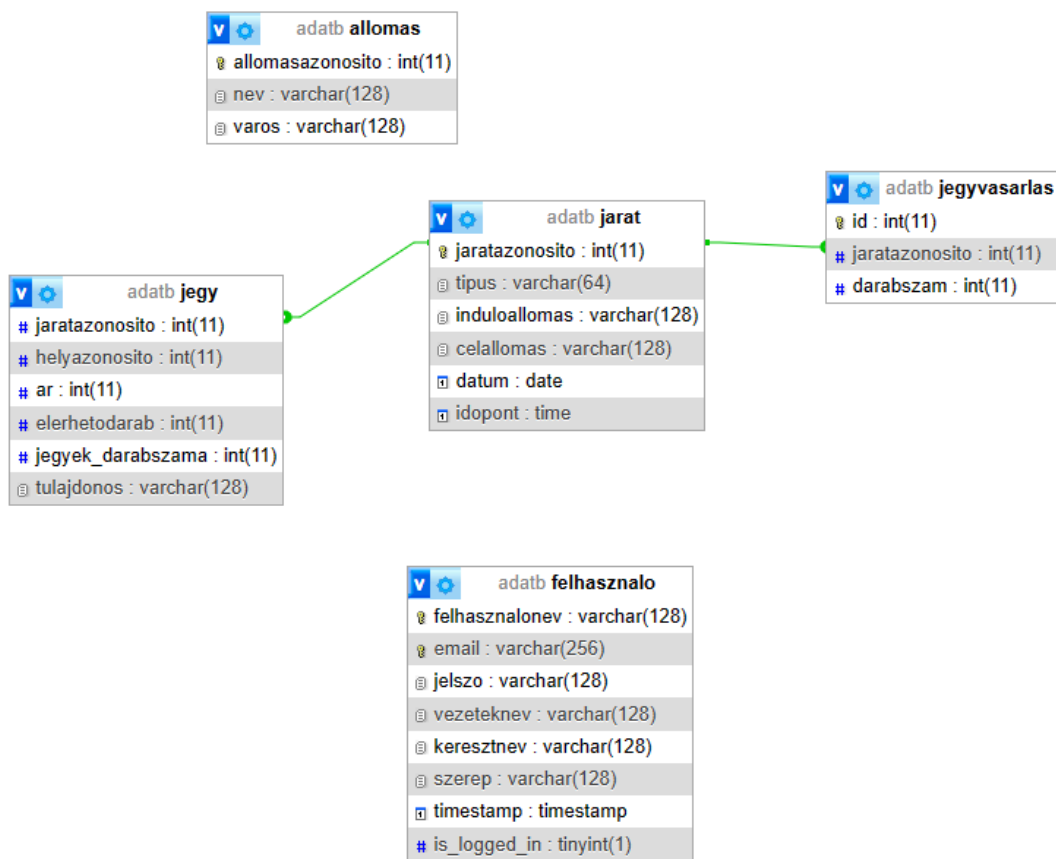 v adatb allomas
allomasazonosito : int(11)
nev : varchar(128)
varos : varchar(128)
v adatb jarat
jaratazonosito : int(11)
tipus : varchar(64)
induloallomas : varchar(128)
celallomas : varchar(128)
datum : date
idopont : time
v adatb jegyvasarlas
id : int(11)
# jaratazonosito : int(11)
# darabszam : int(11)
v adatb jegy
# jaratazonosito : int(11)
# helyazonosito : int(11)
# ar : int(11)
# elerhetodarab : int(11)
# jegyek_darabszama : int(11)
tulajdonos : varchar(128)
v adatb felhasznalo
felhasznalonev : varchar(128)
email : varchar(256)
jelszo : varchar(128)
vezeteknev : varchar(128)
keresztnev : varchar(128)
szerep : varchar(128)
timestamp : timestamp
# is_logged_in : tinyint(1)